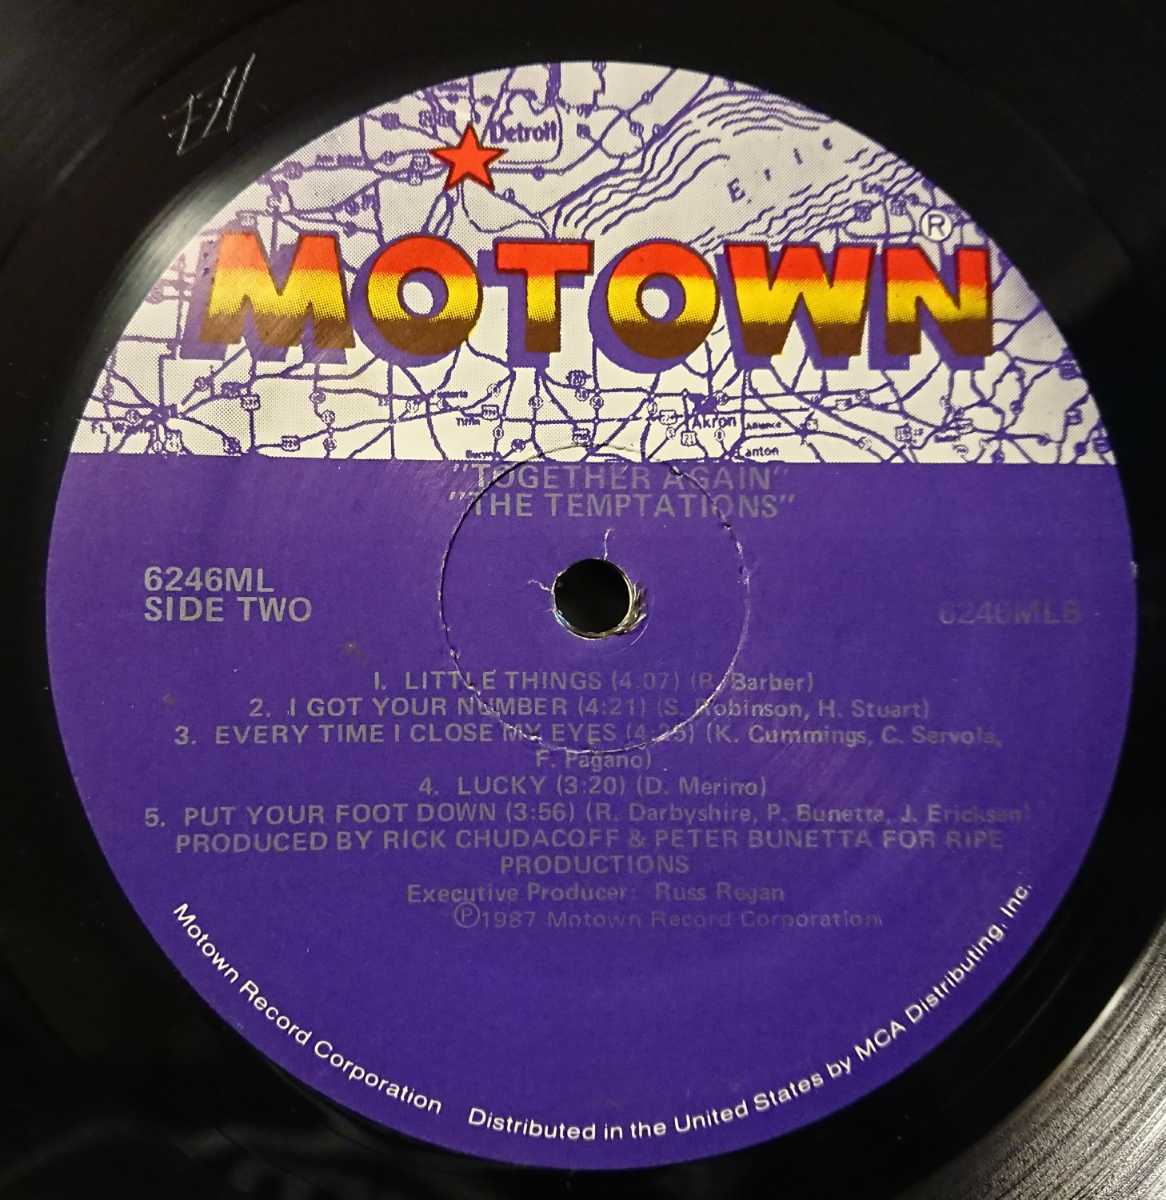 Detroit
Erie
MOTOWN®
Akron
"TOGETHER AGAIN"
"THE TEMPTATIONS"
6246ML
SIDE TWO
6246MLB
1. LITTLE THINGS (4:07) (R. Barber)
2. I GOT YOUR NUMBER (4:21) (S. Robinson, H. Stuart)
3. EVERY TIME I CLOSE MY EYES (K. Cummings, C. Servola,
F. Pagano)
4. LUCKY (3:20) (D. Merino)
5. PUT YOUR FOOT DOWN (3:56) (R. Darbyshire, P. Bunetta, J. Ericksen)
PRODUCED BY RICK CHUDACOFF & PETER BUNETTA FOR RIPE
PRODUCTIONS
Executive Producer: Russ Regan
℗1987 Motown Record Corporation
Motown Record Corporation Distributed in the United States by MCA Distributing, Inc.